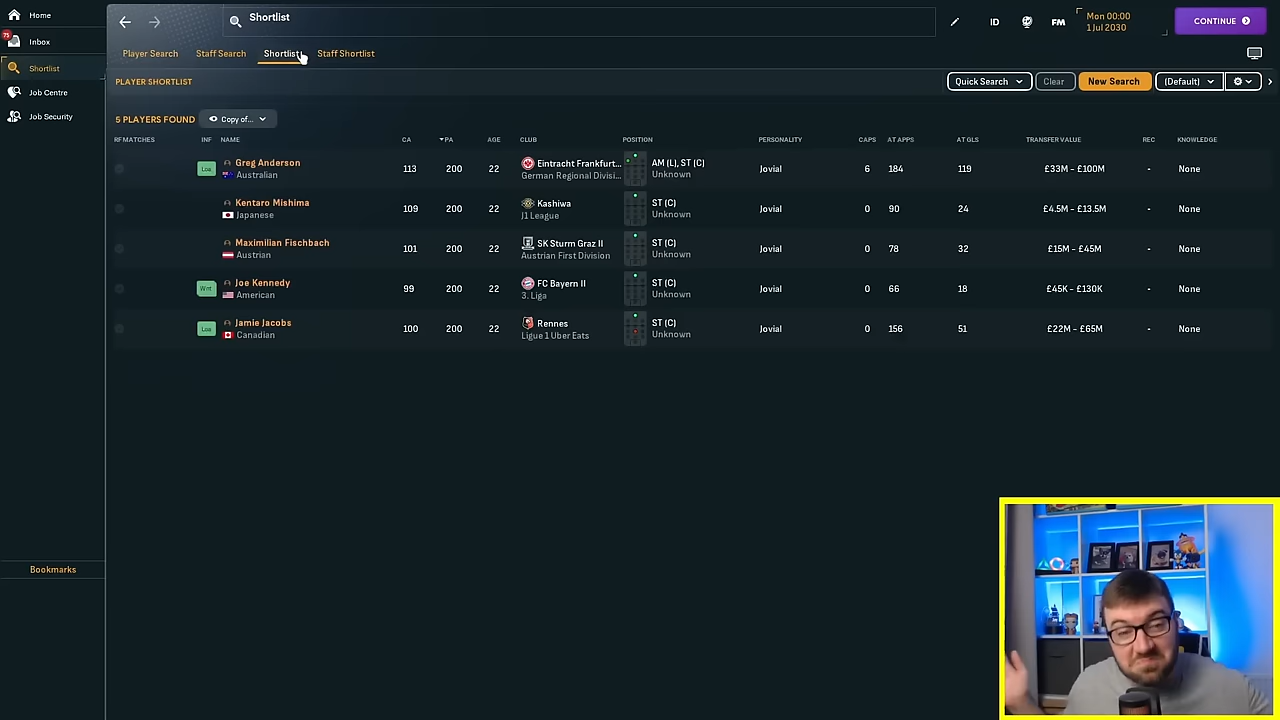 Home
Shortlist
ID
FM
Mon 00:00
1 Jul 2030
CONTINUE
75
Inbox
Player Search
Staff Search
Shortlist
Staff Shortlist
Shortlist
PLAYER SHORTLIST
Quick Search
Clear
New Search
(Default)
Job Centre
Job Security
5 PLAYERS FOUND
Copy of...
RF MATCHES INF NAME CA PA AGE CLUB POSITION PERSONALITY CAPS AT APPS AT GLS TRANSFER VALUE REC KNOWLEDGE
Loa Greg Anderson 113 200 22 Eintracht Frankfurt... AM (L), ST (C) Jovial 6 184 119 £33M - £100M - None
Australian German Regional Divisi... Unknown
Kentaro Mishima 109 200 22 Kashiwa ST (C) Jovial 0 90 24 £4.5M - £13.5M - None
Japanese J1 League Unknown
Maximilian Fischbach 101 200 22 SK Sturm Graz II ST (C) Jovial 0 78 32 £15M - £45M - None
Austrian Austrian First Division Unknown
Wnt Joe Kennedy 99 200 22 FC Bayern II ST (C) Jovial 0 66 18 £45K - £130K - None
American 3. Liga Unknown
Loa Jamie Jacobs 100 200 22 Rennes ST (C) Jovial 0 156 51 £22M - £65M - None
Canadian Ligue 1 Uber Eats Unknown
Bookmarks